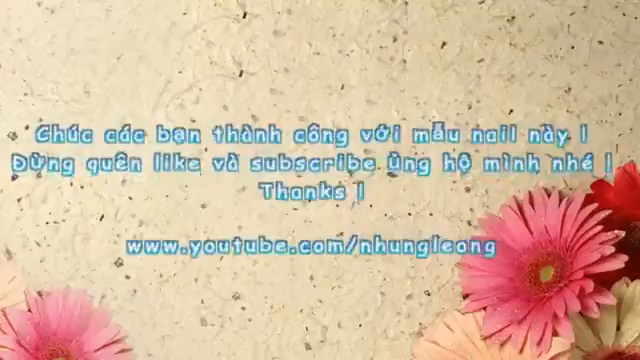 Chúc các bạn thành công với mẫu nail này !
Đừng quên like và subscribe ủng hộ mình nhé !
Thanks !
www.youtube.com/nhungleong